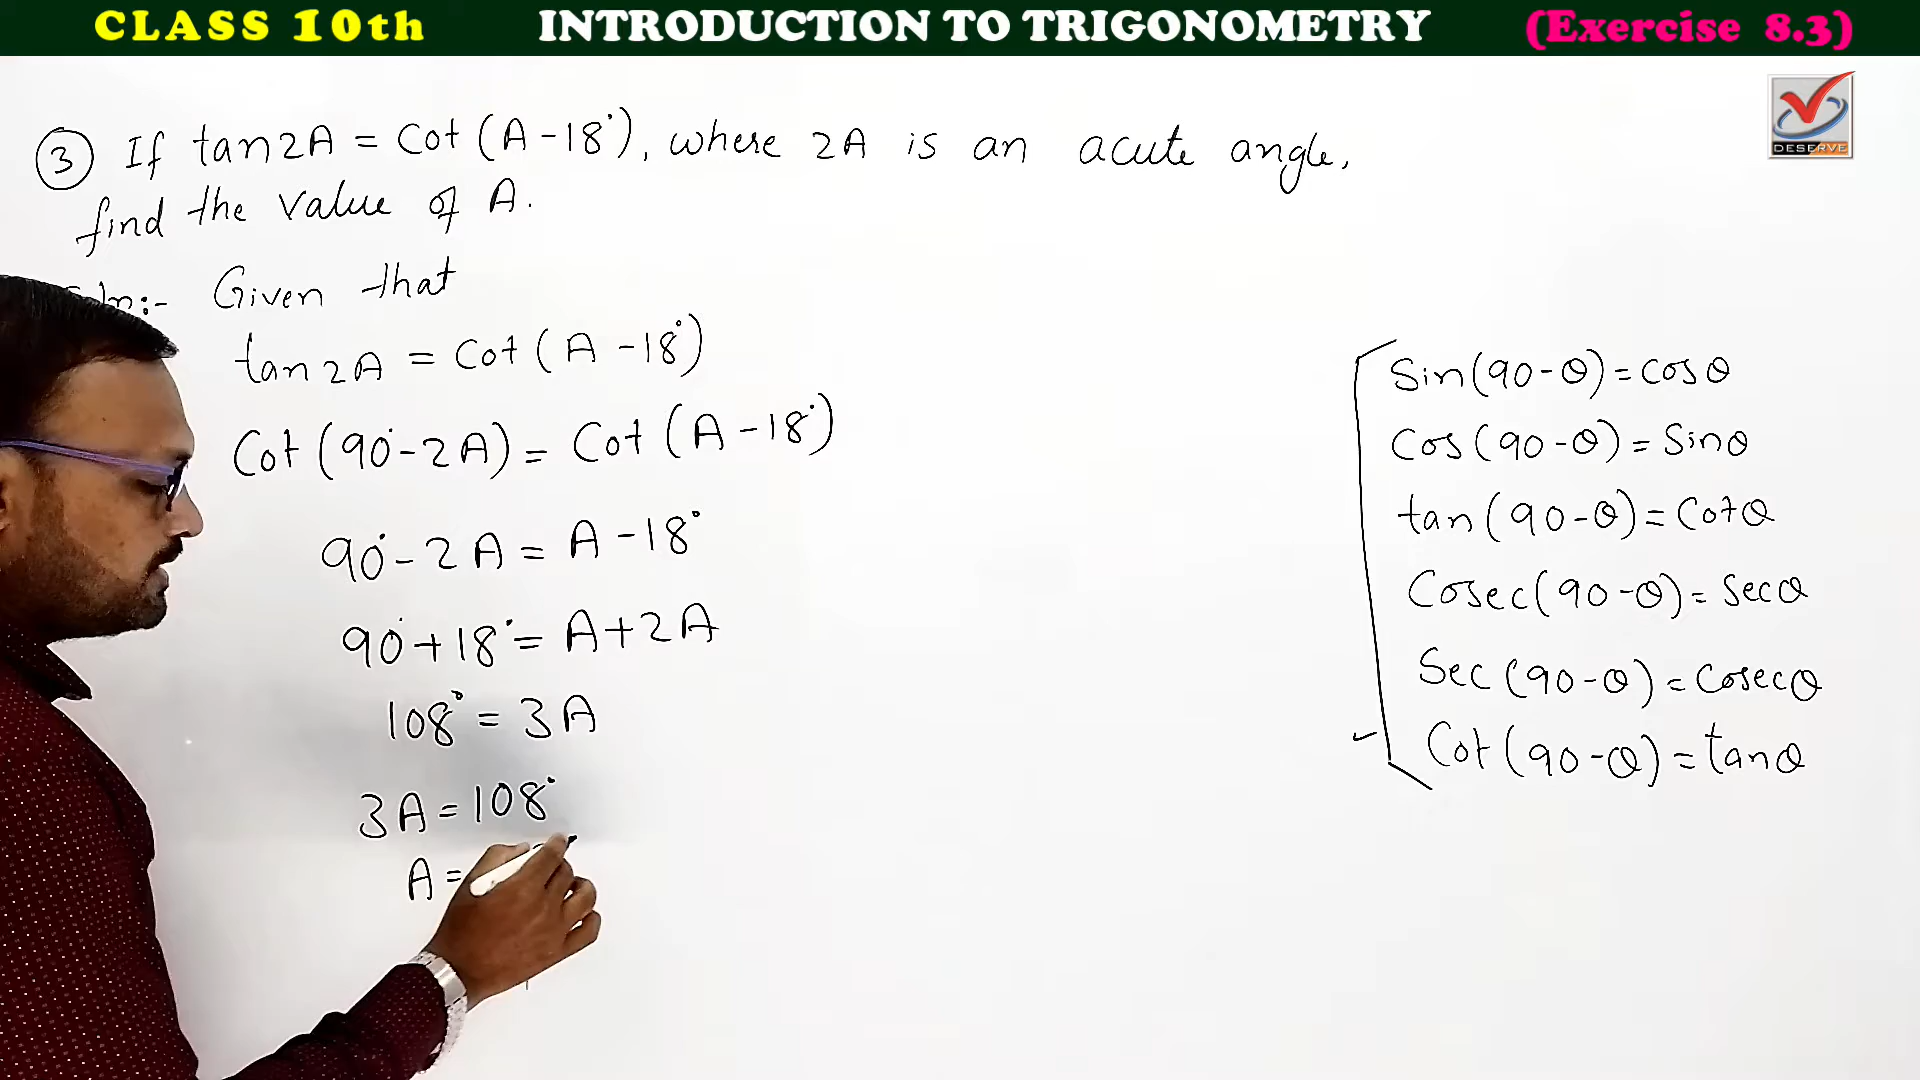 CLASS 10th INTRODUCTION TO TRIGONOMETRY (Exercise 8.3)
DESERVE
③ If tan2A = Cot(A-18°), where 2A is an acute angle,
find the value of A.
Given that
tan2A = Cot(A-18°)
Cot(90°-2A) = Cot(A-18°)
90°-2A = A-18°
90°+18° = A+2A
108° = 3A
3A = 108°
A =
Sin(90-θ)=cosθ
Cos(90-θ)=Sinθ
tan(90-θ)=Cotθ
Cosec(90-θ)=Secθ
Sec(90-θ)=Cosecθ
✓ Cot(90-θ)=tanθ